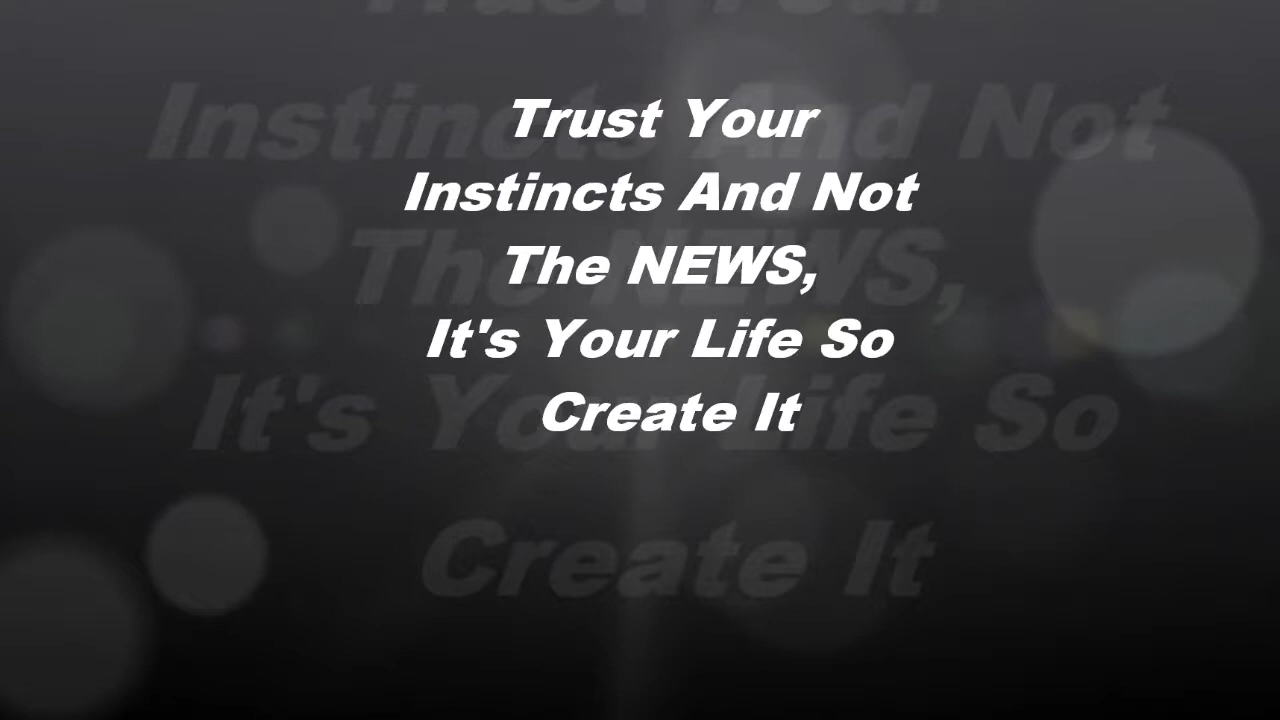 Trust Your
Instincts And Not
The NEWS,
It's Your Life So
Create It